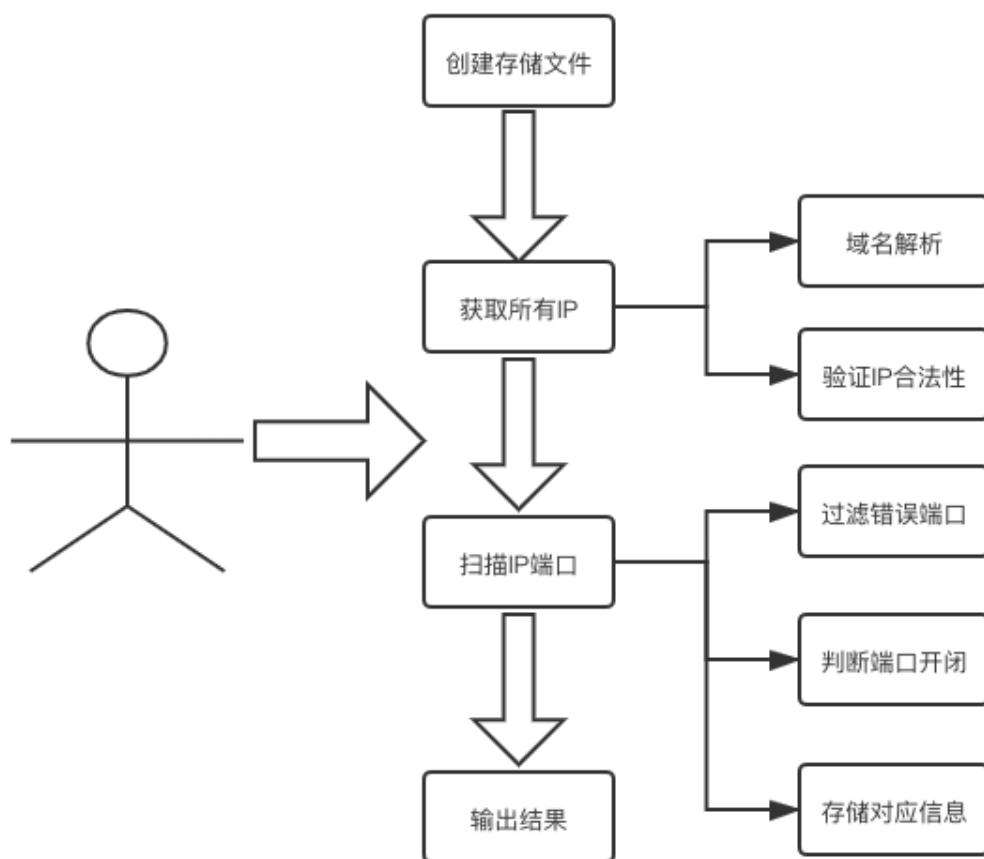 创建存储文件
获取所有IP
域名解析
验证IP合法性
扫描IP端口
过滤错误端口
判断端口开闭
存储对应信息
输出结果